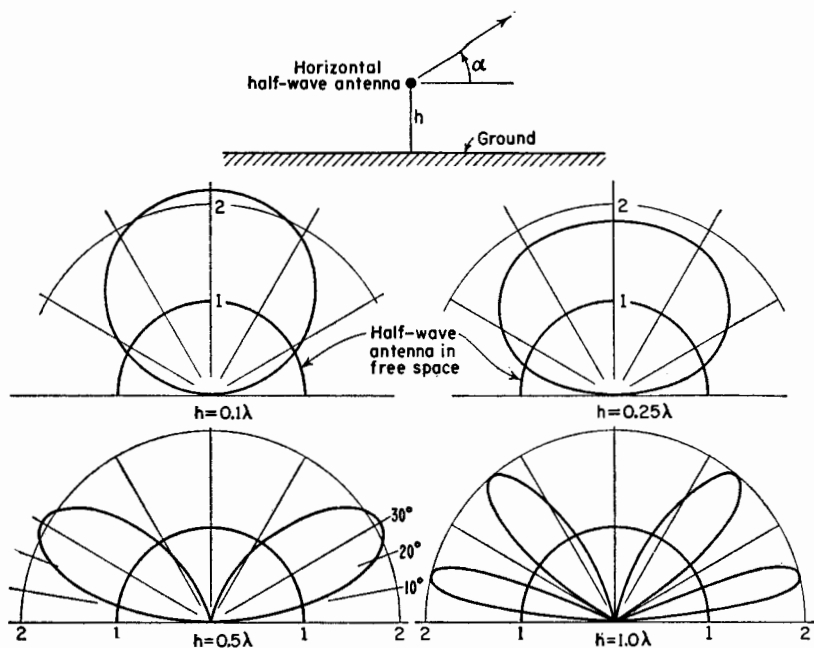 Horizontal
half-wave antenna
α
h
Ground
2
1
2
1
Half-wave
antenna in
free space
h=0.1λ
h=0.25λ
30°
20°
10°
2
1
1
2
h=0.5λ
2
1
1
2
h=1.0λ